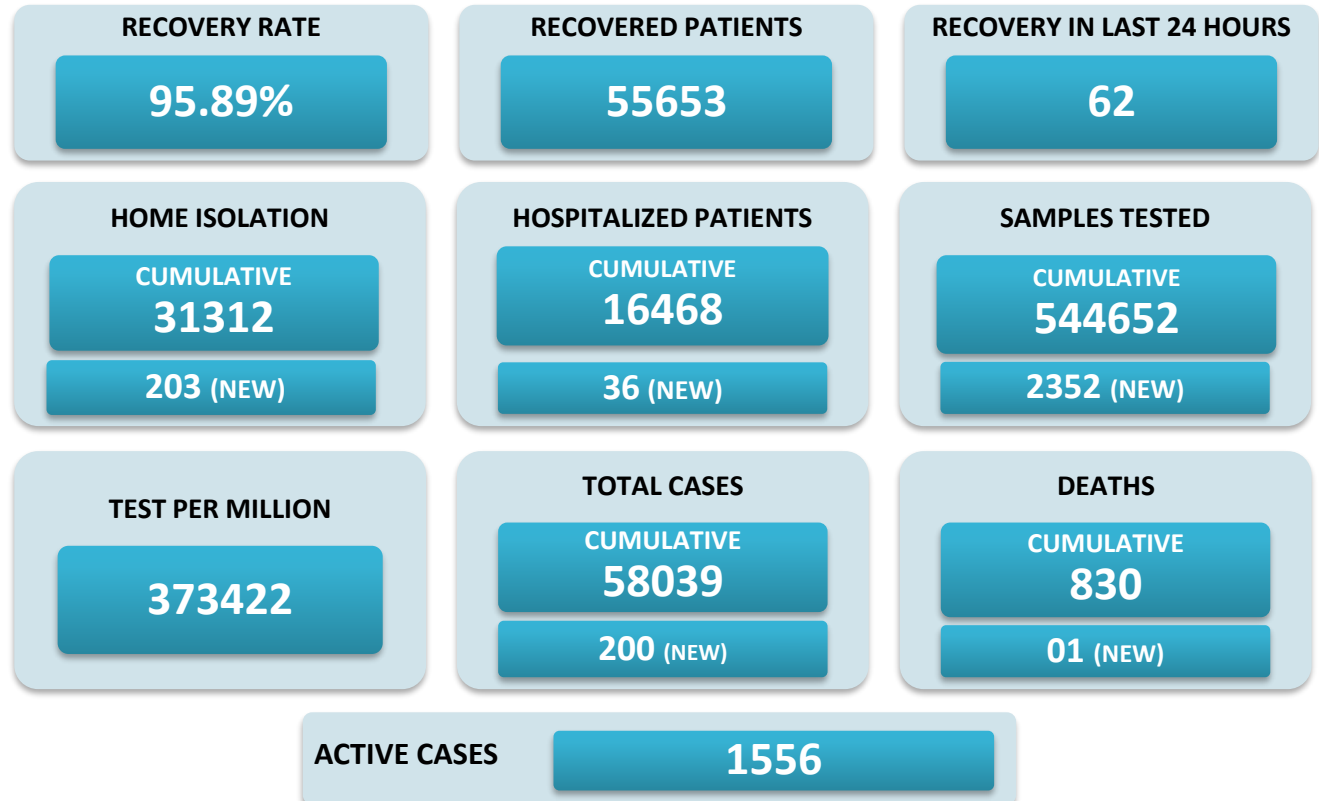 RECOVERY RATE
95.89%
RECOVERED PATIENTS
55653
RECOVERY IN LAST 24 HOURS
62
HOME ISOLATION
CUMULATIVE
31312
203 (NEW)
HOSPITALIZED PATIENTS
CUMULATIVE
16468
36 (NEW)
SAMPLES TESTED
CUMULATIVE
544652
2352 (NEW)
TEST PER MILLION
373422
TOTAL CASES
CUMULATIVE
58039
200 (NEW)
DEATHS
CUMULATIVE
830
01 (NEW)
ACTIVE CASES
1556